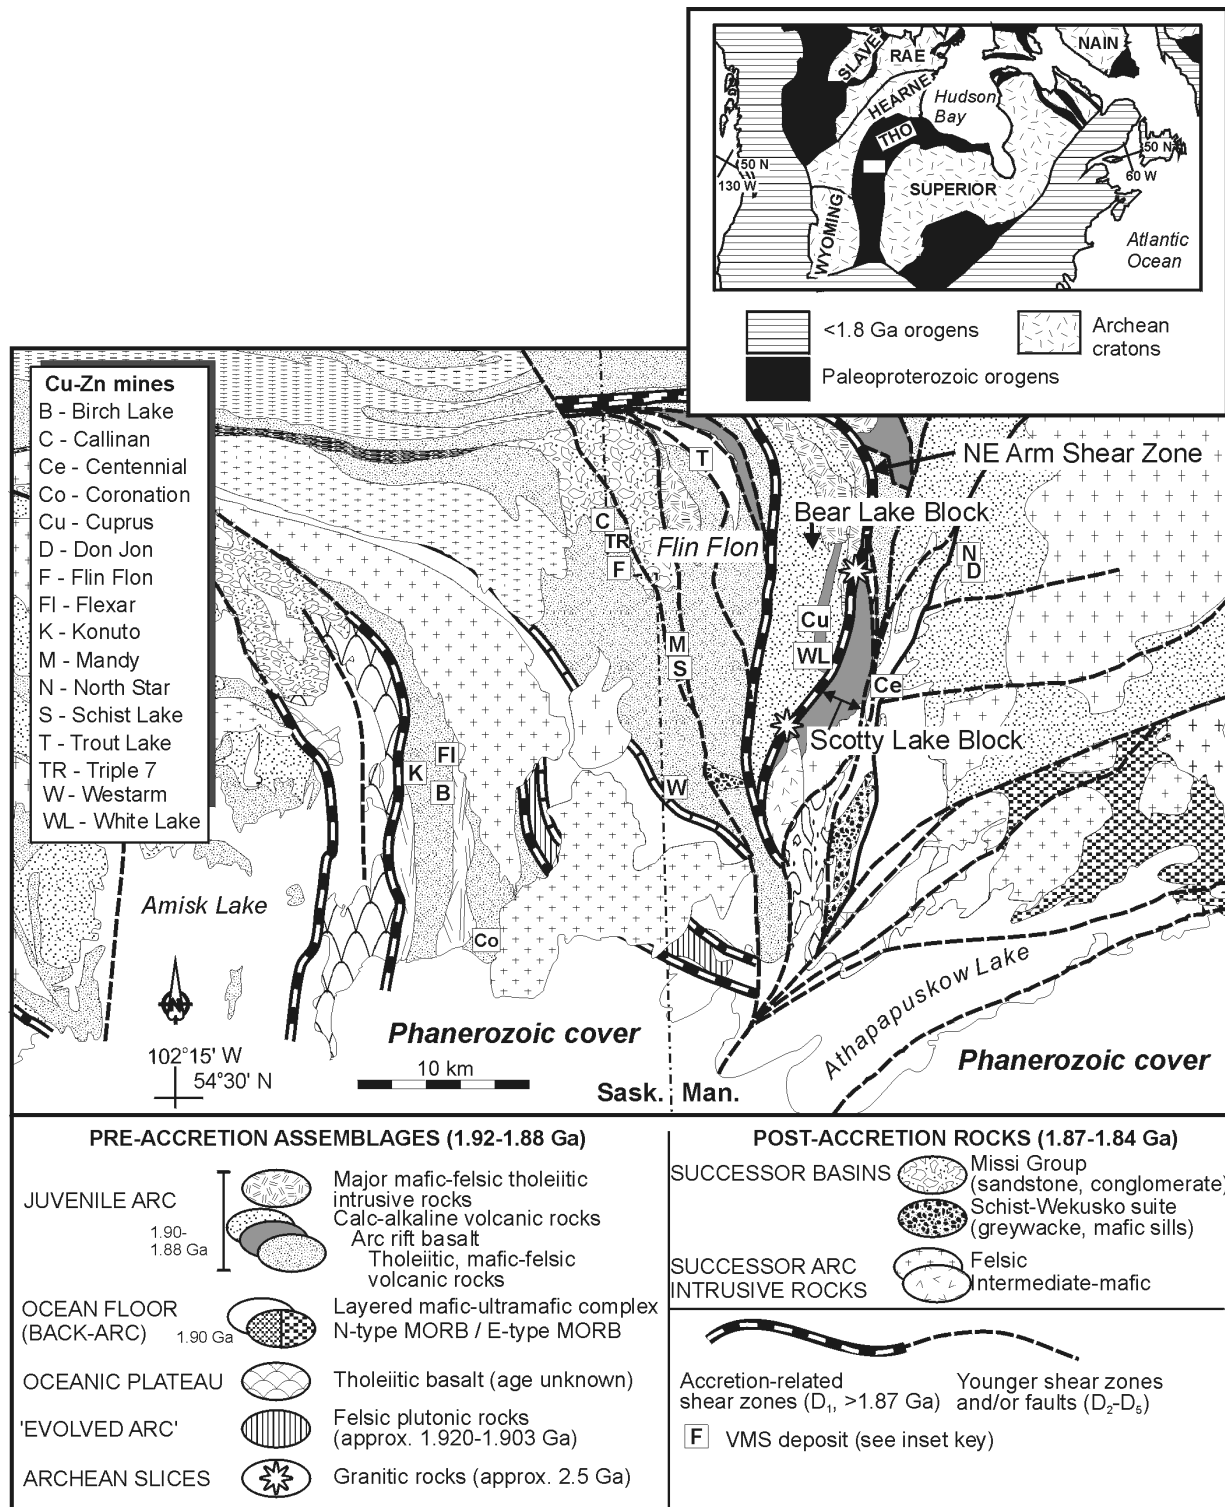 SLAVE
RAE
NAIN
HEARNE
Hudson
Bay
THO
50 N
130 W
50 N
60 W
SUPERIOR
WYOMING
Atlantic
Ocean
<1.8 Ga orogens
Archean
cratons
Paleoproterozoic orogens
Cu-Zn mines
B - Birch Lake
C - Callinan
Ce - Centennial
Co - Coronation
Cu - Cuprus
D - Don Jon
F - Flin Flon
Fl - Flexar
K - Konuto
M - Mandy
N - North Star
S - Schist Lake
T - Trout Lake
TR - Triple 7
W - Westarm
WL - White Lake
T
NE Arm Shear Zone
Bear Lake Block
C
TR
Flin Flon
F
N
D
Cu
M
WL
S
Ce
Scotty Lake Block
Fl
K
B
W
Amisk Lake
Co
Athapapuskow Lake
N
Phanerozoic cover
Phanerozoic cover
102°15' W
54°30' N
10 km
Sask. Man.
PRE-ACCRETION ASSEMBLAGES (1.92-1.88 Ga)
JUVENILE ARC
1.90-
1.88 Ga
Major mafic-felsic tholeiitic
intrusive rocks
Calc-alkaline volcanic rocks
Arc rift basalt
Tholeiitic, mafic-felsic
volcanic rocks
OCEAN FLOOR
(BACK-ARC)
1.90 Ga
Layered mafic-ultramafic complex
N-type MORB / E-type MORB
OCEANIC PLATEAU
Tholeiitic basalt (age unknown)
'EVOLVED ARC'
Felsic plutonic rocks
(approx. 1.920-1.903 Ga)
ARCHEAN SLICES
Granitic rocks (approx. 2.5 Ga)
POST-ACCRETION ROCKS (1.87-1.84 Ga)
SUCCESSOR BASINS
Missi Group
(sandstone, conglomerate)
Schist-Wekusko suite
(greywacke, mafic sills)
SUCCESSOR ARC
INTRUSIVE ROCKS
Felsic
Intermediate-mafic
Accretion-related
shear zones (D1, >1.87 Ga)
Younger shear zones
and/or faults (D2-D5)
F VMS deposit (see inset key)